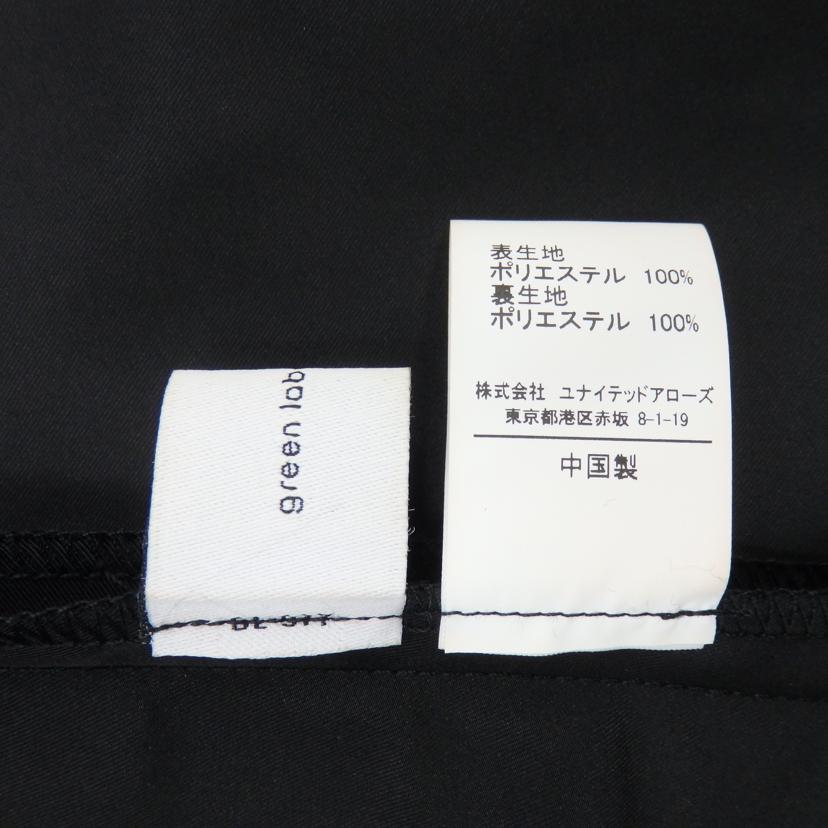 green lab
表生地
ポリエステル 100%
裏生地
ポリエステル 100%
株式会社 ユナイテッドアローズ
東京都港区赤坂 8-1-19
中国製